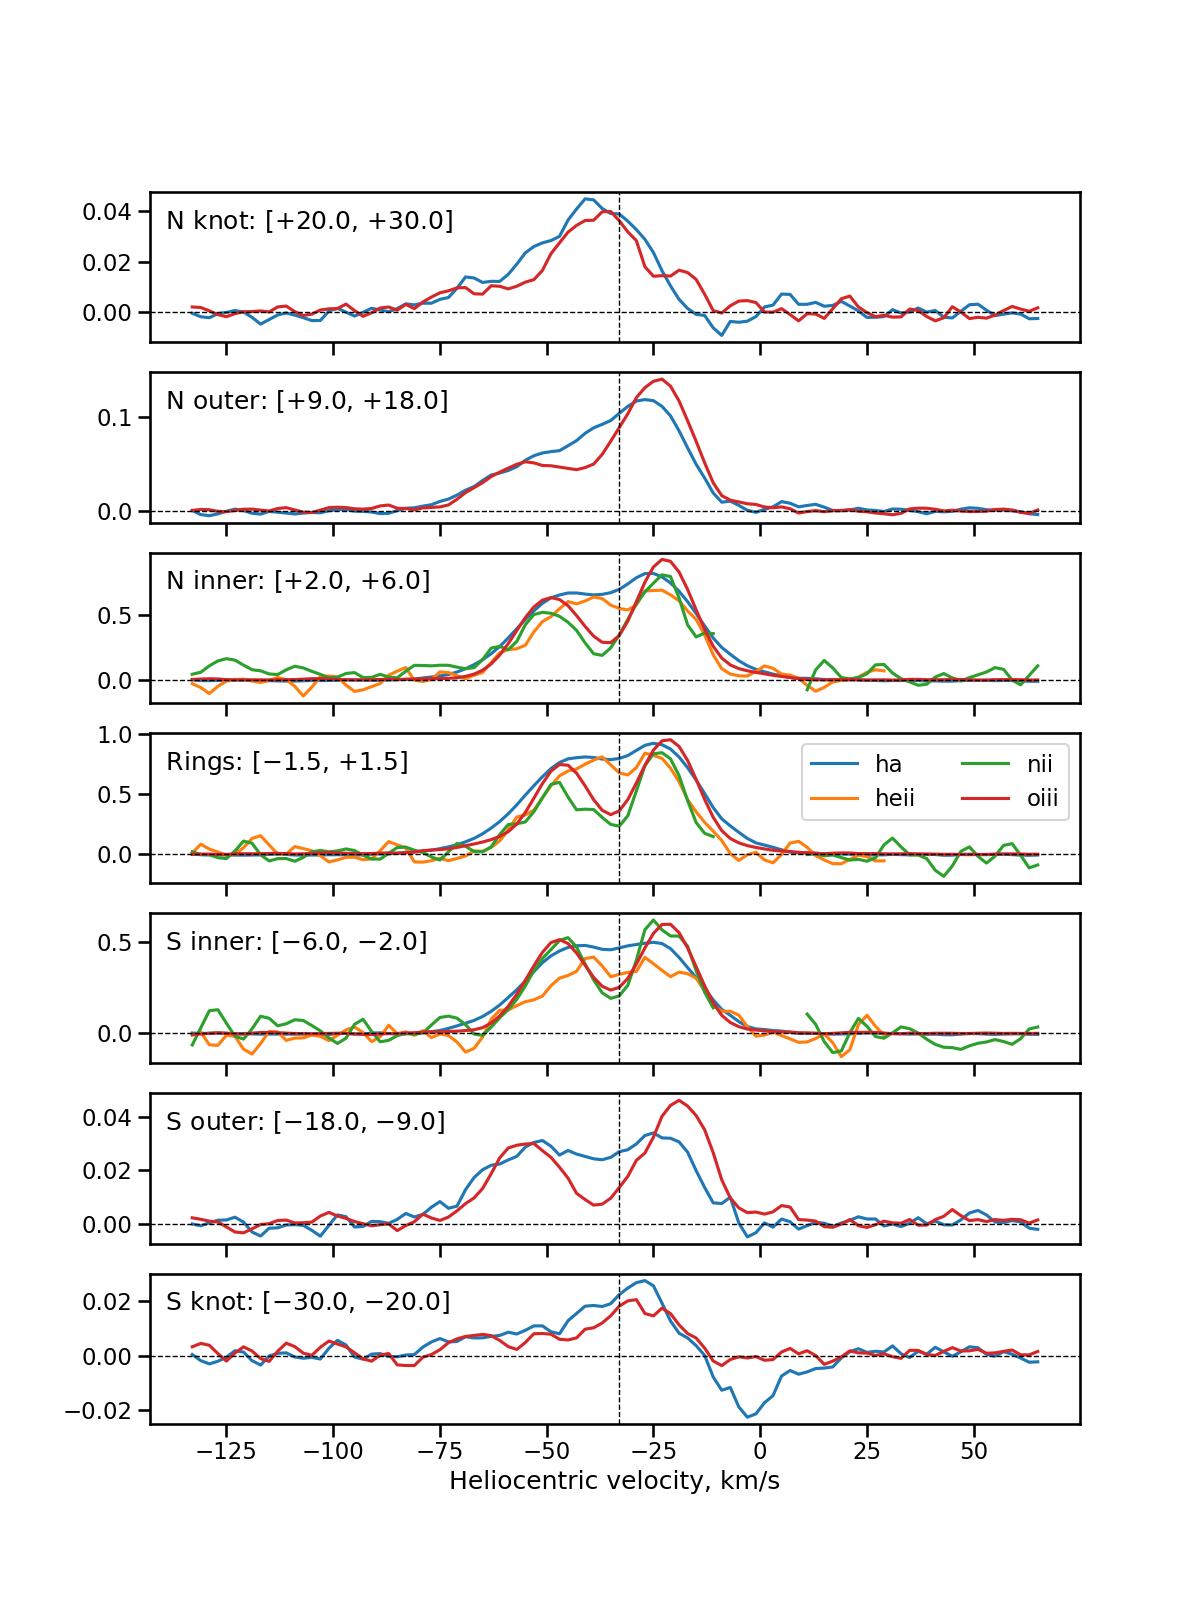 N knot: [+20.0, +30.0]
0.04
0.02
0.00
N outer: [+9.0, +18.0]
0.1
0.0
N inner: [+2.0, +6.0]
0.5
0.0
Rings: [−1.5, +1.5]
1.0
0.5
0.0
ha nii
heii oiii
S inner: [−6.0, −2.0]
0.5
0.0
S outer: [−18.0, −9.0]
0.04
0.02
0.00
S knot: [−30.0, −20.0]
0.02
0.00
−0.02
−125 −100 −75 −50 −25 0 25 50
Heliocentric velocity, km/s